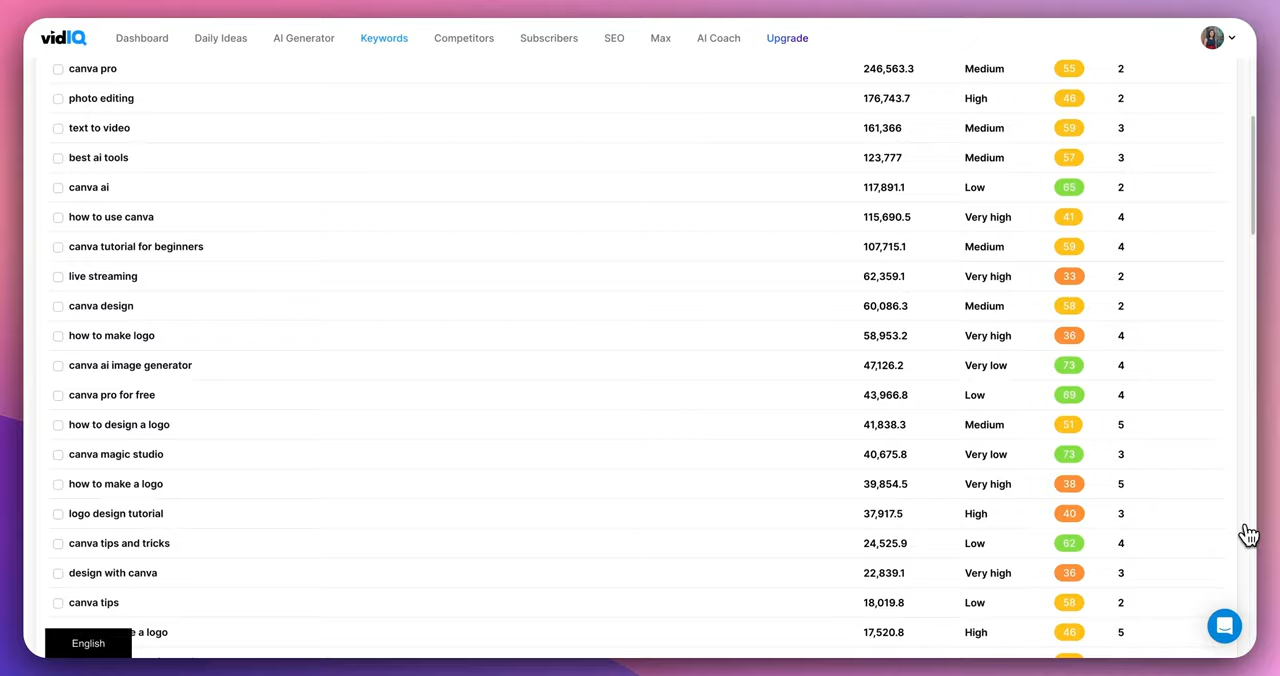 vidIQ Dashboard Daily Ideas AI Generator Keywords Competitors Subscribers SEO Max AI Coach Upgrade
canva pro 246,563.3 Medium 55 2
photo editing 176,743.7 High 46 2
text to video 161,366 Medium 59 3
best ai tools 123,777 Medium 57 3
canva ai 117,891.1 Low 65 2
how to use canva 115,690.5 Very high 41 4
canva tutorial for beginners 107,715.1 Medium 59 4
live streaming 62,359.1 Very high 33 2
canva design 60,086.3 Medium 58 2
how to make logo 58,953.2 Very high 36 4
canva ai image generator 47,126.2 Very low 73 4
canva pro for free 43,966.8 Low 69 4
how to design a logo 41,838.3 Medium 51 5
canva magic studio 40,675.8 Very low 73 3
how to make a logo 39,854.5 Very high 38 5
logo design tutorial 37,917.5 High 40 3
canva tips and tricks 24,525.9 Low 62 4
design with canva 22,839.1 Very high 36 3
canva tips 18,019.8 Low 58 2
a logo 17,520.8 High 46 5
English